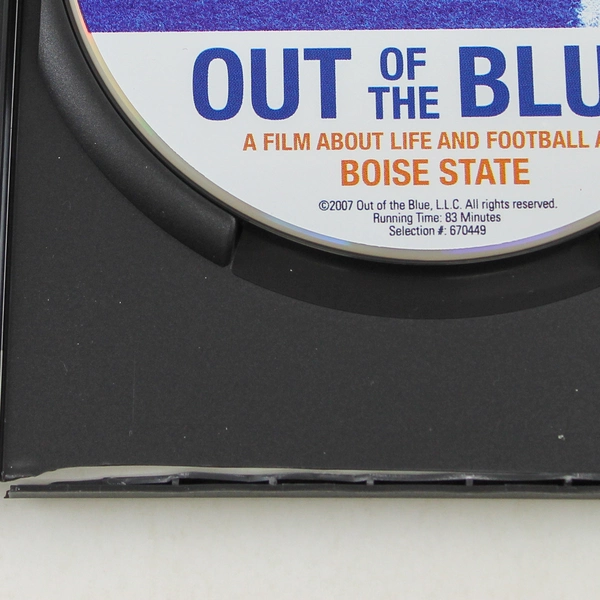 OUT OF THE BLU
A FILM ABOUT LIFE AND FOOTBALL A
BOISE STATE
©2007 Out of the Blue, L.L.C. All rights reserved.
Running Time: 83 Minutes
Selection #: 670449